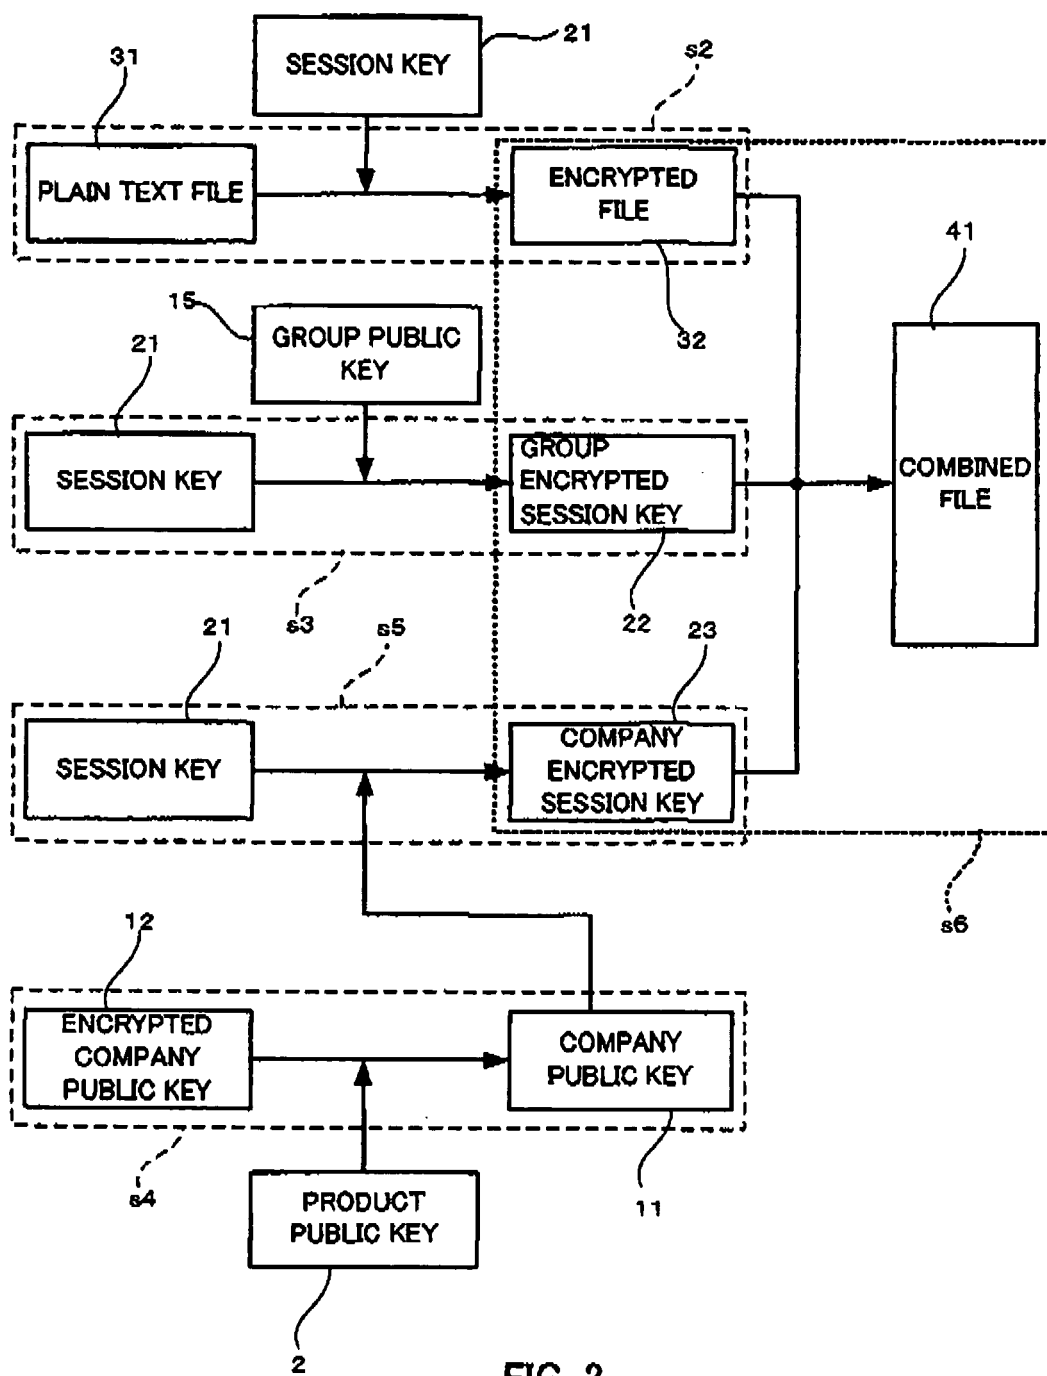 SESSION KEY
21
31
s2
PLAIN TEXT FILE
ENCRYPTED
FILE
41
15
GROUP PUBLIC
KEY
32
21
SESSION KEY
GROUP
ENCRYPTED
SESSION KEY
COMBINED
FILE
s3
22
21
s5
23
SESSION KEY
COMPANY
ENCRYPTED
SESSION KEY
s6
12
ENCRYPTED
COMPANY
PUBLIC KEY
COMPANY
PUBLIC KEY
s4
11
PRODUCT
PUBLIC KEY
2